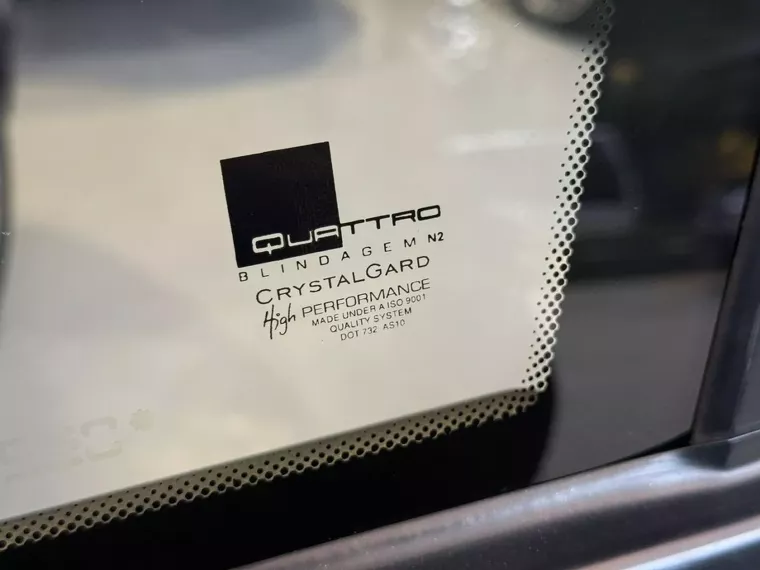 QUATTRO
BLINDAGEM N2
CRYSTALGARD
High PERFORMANCE
MADE UNDER A ISO 9001
QUALITY SYSTEM
DOT 732 AS10